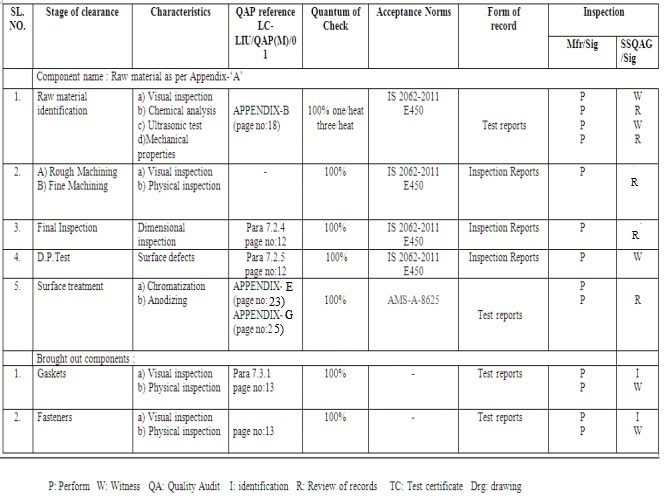 SL. NO. Stage of clearance Characteristics QAP reference LC-LIU/QAP(M)/01 Quantum of Check Acceptance Norms Form of record Inspection
Mfr/Sig SSQAG /Sig
Component name : Raw material as per Appendix-‘A’
1. Raw material identification a) Visual inspection b) Chemical analysis c) Ultrasonic test d)Mechanical properties APPENDIX-B (page no:18) 100% one/heat three/heat IS 2062-2011 E450 Test reports P P P P W R W R
2. A) Rough Machining B) Fine Machining a) Visual inspection b) Physical inspection - 100% IS 2062-2011 E450 Inspection Reports P R
3. Final Inspection Dimensional inspection Para 7.2.4 page no:12 100% IS 2062-2011 E450 Inspection Reports P R
4. D.P.Test Surface defects Para 7.2.5 page no:12 100% IS 2062-2011 E450 Inspection Reports P W
5. Surface treatment a) Chromatization b) Anodizing APPENDIX- E (page no: 23) APPENDIX- G (page no:25) 100% AMS-A-8625 Test reports P P R
Brought out components :
1. Gaskets a) Visual inspection b) Physical inspection Para 7.3.1 page no:13 100% - Test reports P P I W
2. Fasteners a) Visual inspection b) Physical inspection page no:13 100% - Test reports P P I W
P: Perform W: Witness QA: Quality Audit I: identification R: Review of records TC: Test certificate Drg: drawing